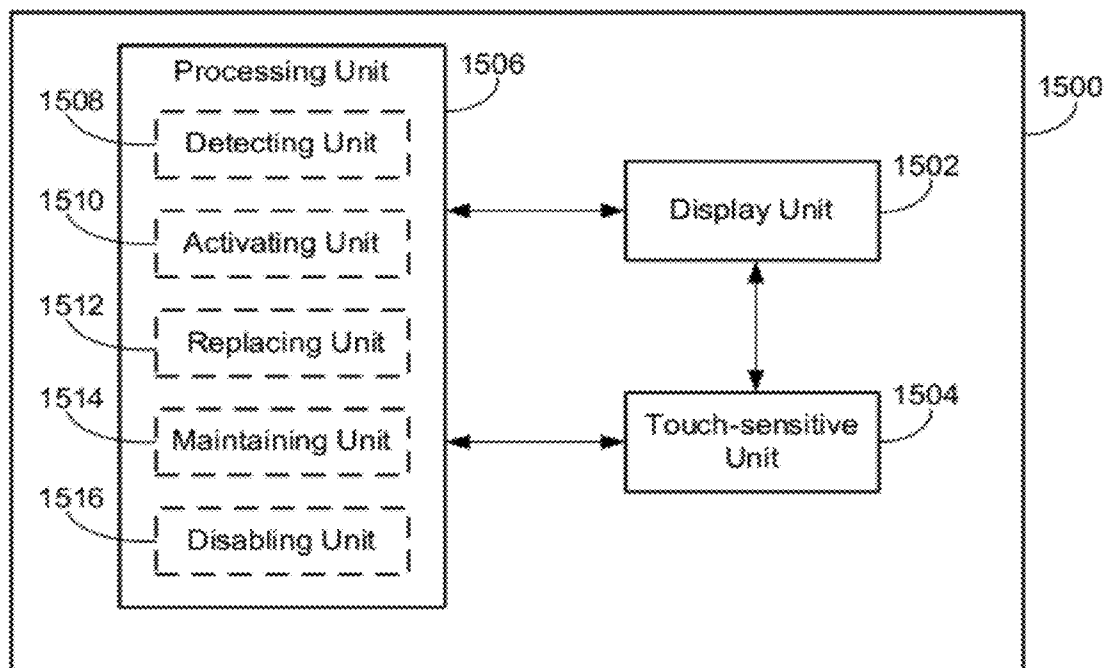 Processing Unit
1506
1500
1508
Detecting Unit
1502
Display Unit
1510
Activating Unit
1512
Replacing Unit
1514
Maintaining Unit
1504
Touch-sensitive
Unit
1516
Disabling Unit